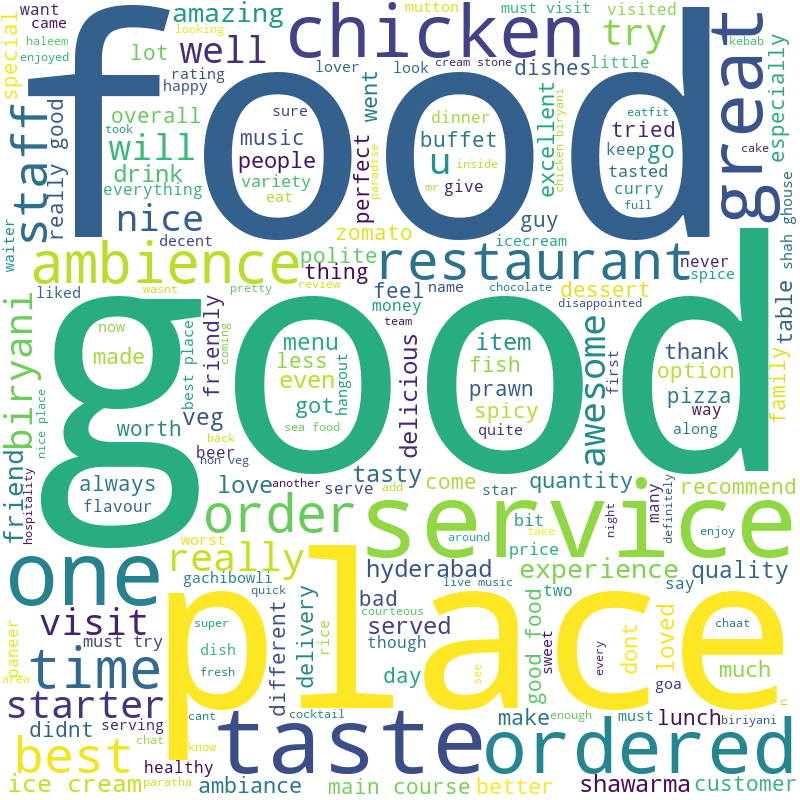 want
came
amazing
mutton
must visit
visited
kebab
haleem
enjoyed
special
lot
looking
well
chicken
try
rating
happy
lover
look
cream stone
dishes
little
great
especially
food
staff
really good
overall
took
will
drink
everything
sure
music
people
variety
eat
perfect
went
paradise
dinner
buffet
u
inside
mr
give
excellent
chicken biryani
eatfit
tried
keep
go
tasted
curry
full
cake
shah ghouse
nice
decent
guy
waiter
zomato
icecream
ambience
polite
thing
restaurant
never
spice
liked
wasnt
pretty
review
feel
name
chocolate
dessert
disappointed
table
money
team
good
biryani
nice place
now
made
best place
friendly
coming
menu
less
even
got
hangout
sea food
delicious
item
fish
prawn
spicy
quite
awesome
first
thank
option
pizza
way
along
family
worth
veg
back
beer
non veg
friend
hospitality
always
flavour
another
love
serve
tasty
add
come
star
quantity
many
definitely
recommend
order
service
bit
price
around
night
take
enjoy
worst
really
one
gachibowli
quick
hyderabad
live music
experience
two
say
quality
place
visit
must try
paneer
super
dish
fresh
different
rice
delivery
bad
courteous
served
though
day
see
good food
sweet
every
dont
loved
goa
chaat
much
time
starter
didnt
serving
cant
cocktail
taste
make
enough
must
lunch
biriyani
n
ordered
best
chat
know
healthy
paratha
ice cream
ambiance
main course
better
shawarma
customer